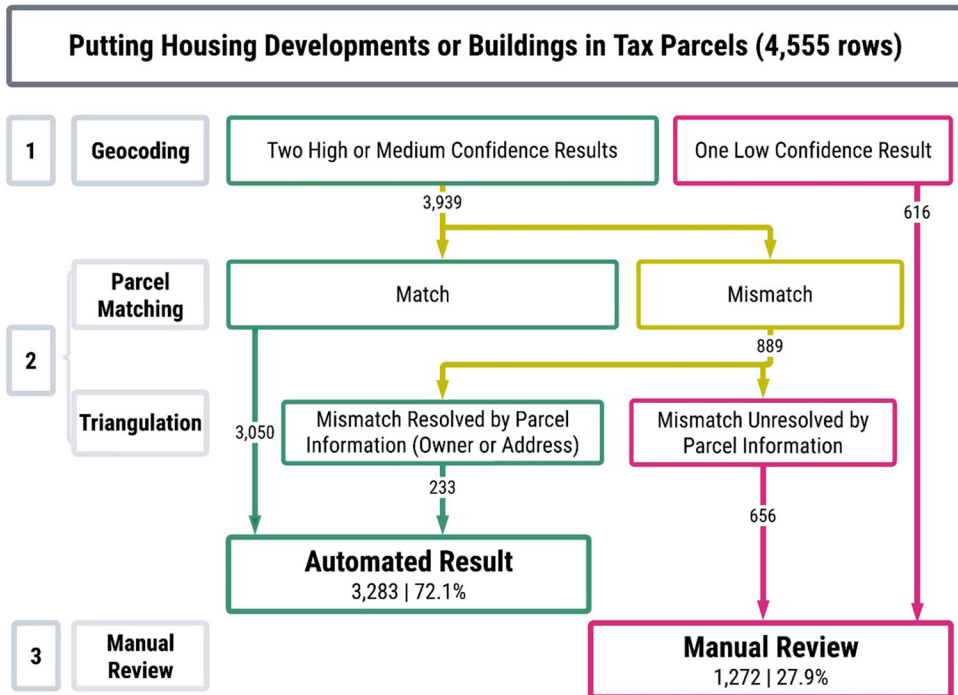 Putting Housing Developments or Buildings in Tax Parcels (4,555 rows)
1
Geocoding
Two High or Medium Confidence Results
One Low Confidence Result
3,939
616
2
Parcel
Matching
Match
Mismatch
889
Triangulation
3,050
Mismatch Resolved by Parcel
Information (Owner or Address)
Mismatch Unresolved by
Parcel Information
233
656
Automated Result
3,283 | 72.1%
3
Manual
Review
Manual Review
1,272 | 27.9%